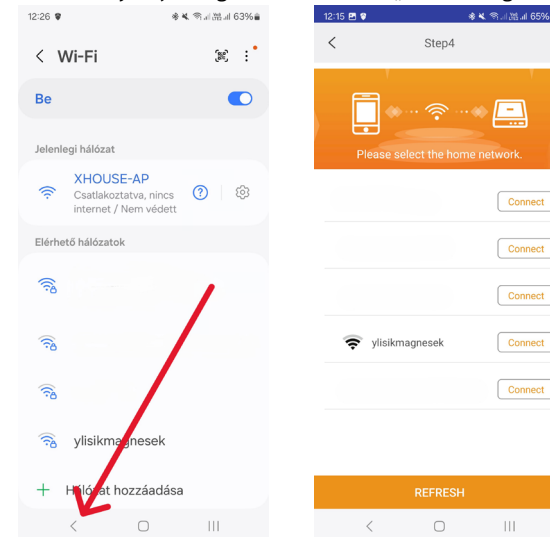 12:26
63%
Wi-Fi
Be
Jelenlegi hálózat
XHOUSE-AP
Csatlakoztatva, nincs
internet / Nem védett
Elérhető hálózatok
ylisikmagnesek
Hálózat hozzáadása
12:15
65%
Step4
Please select the home network.
Connect
Connect
Connect
ylisikmagnesek
Connect
Connect
REFRESH